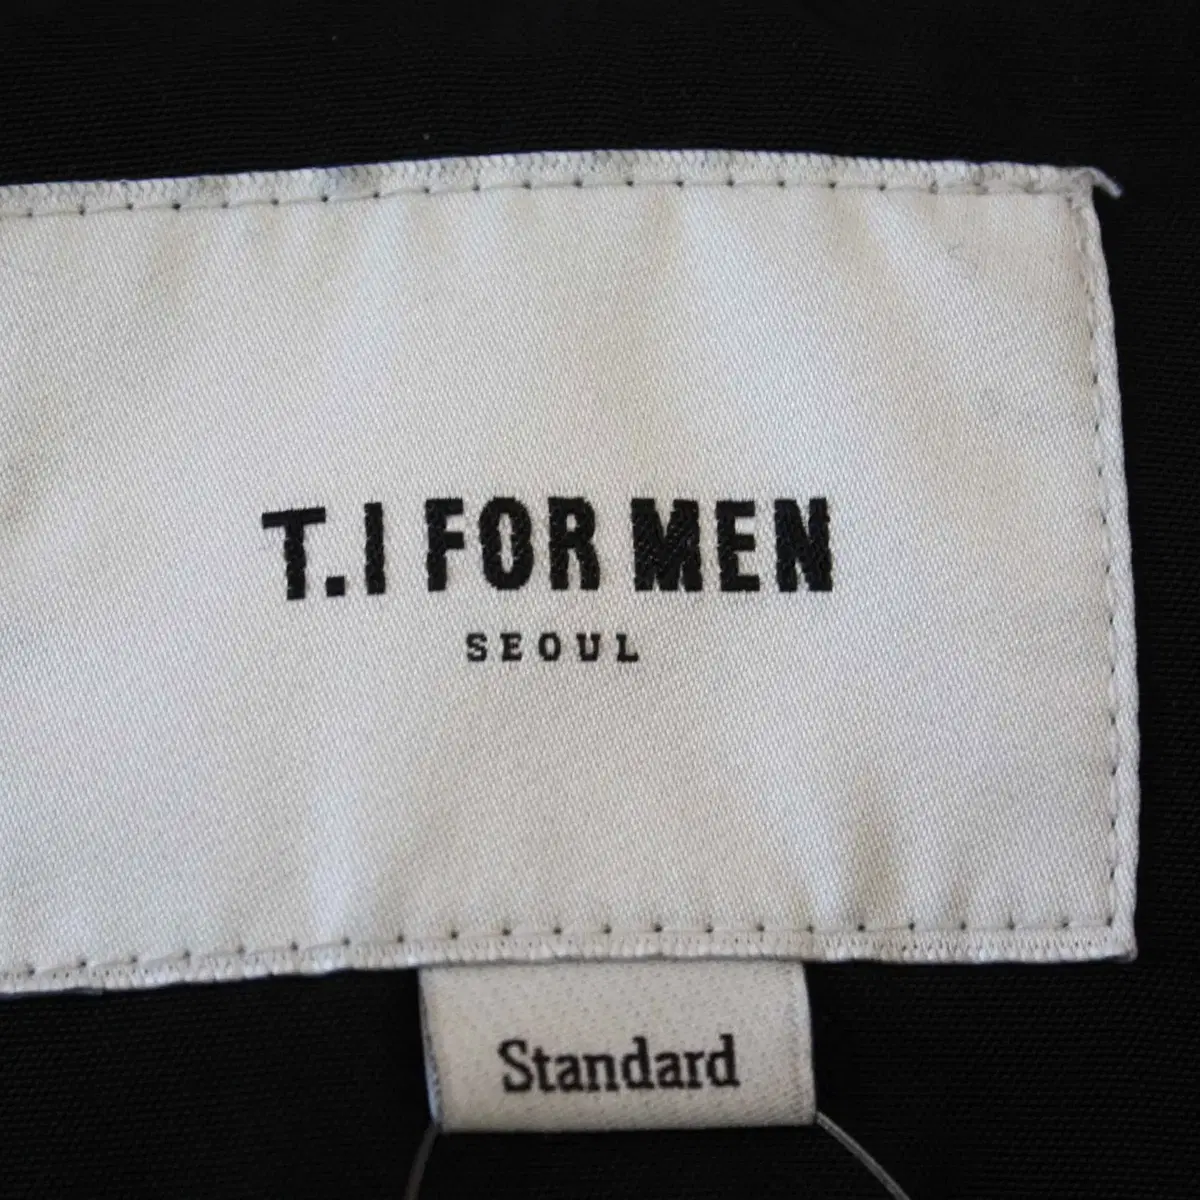 T.I FOR MEN
SEOUL
Standard